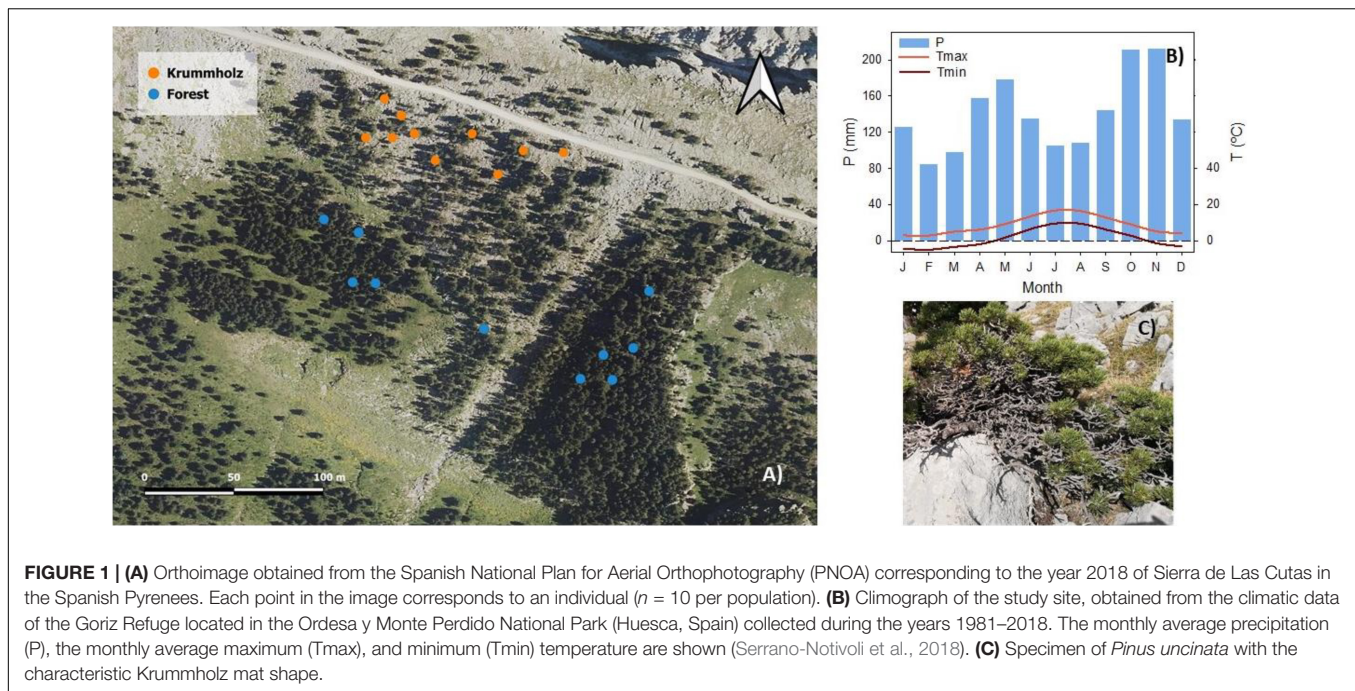 Krummholz
Forest
0 50 100 m
A)
P
Tmax
Tmin
B)
200
160
120
80
40
0
P (mm)
40
20
0
T (ºC)
J F M A M J J A S O N D
Month
C)
FIGURE 1 | (A) Orthoimage obtained from the Spanish National Plan for Aerial Orthophotography (PNOA) corresponding to the year 2018 of Sierra de Las Cutas in
the Spanish Pyrenees. Each point in the image corresponds to an individual (n = 10 per population). (B) Climograph of the study site, obtained from the climatic data
of the Goriz Refuge located in the Ordesa y Monte Perdido National Park (Huesca, Spain) collected during the years 1981–2018. The monthly average precipitation
(P), the monthly average maximum (Tmax), and minimum (Tmin) temperature are shown (Serrano-Notivoli et al., 2018). (C) Specimen of Pinus uncinata with the
characteristic Krummholz mat shape.